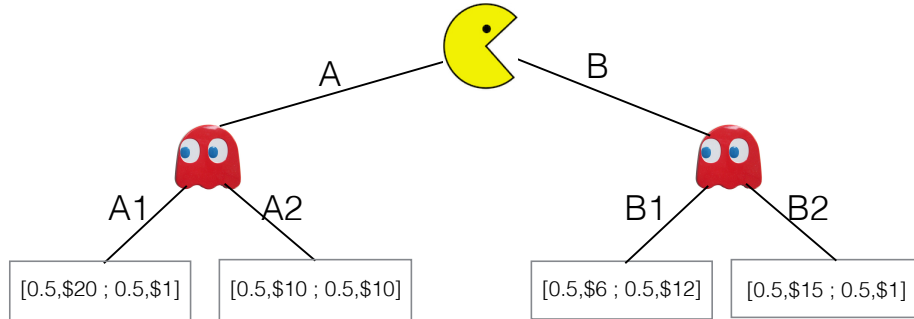 A
B
A1
A2
B1
B2
[0.5,$20 ; 0.5,$1]
[0.5,$10 ; 0.5,$10]
[0.5,$6 ; 0.5,$12]
[0.5,$15 ; 0.5,$1]